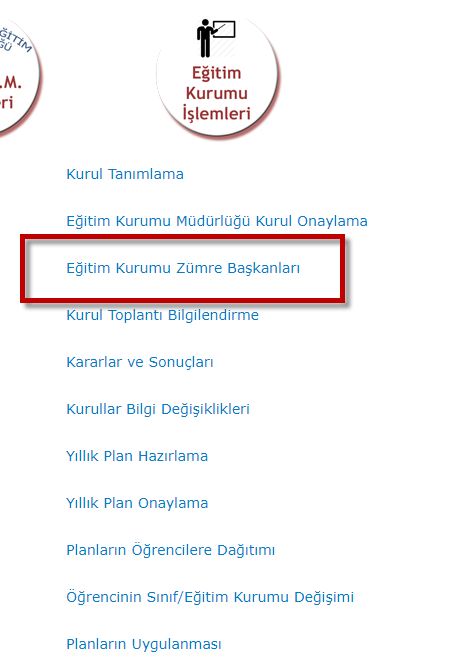 EĞİTİM
.M.
eri
Eğitim
Kurumu
İşlemleri
Kurul Tanımlama
Eğitim Kurumu Müdürlüğü Kurul Onaylama
Eğitim Kurumu Zümre Başkanları
Kurul Toplantı Bilgilendirme
Kararlar ve Sonuçları
Kurullar Bilgi Değişiklikleri
Yıllık Plan Hazırlama
Yıllık Plan Onaylama
Planların Öğrencilere Dağıtımı
Öğrencinin Sınıf/Eğitim Kurumu Değişimi
Planların Uygulanması